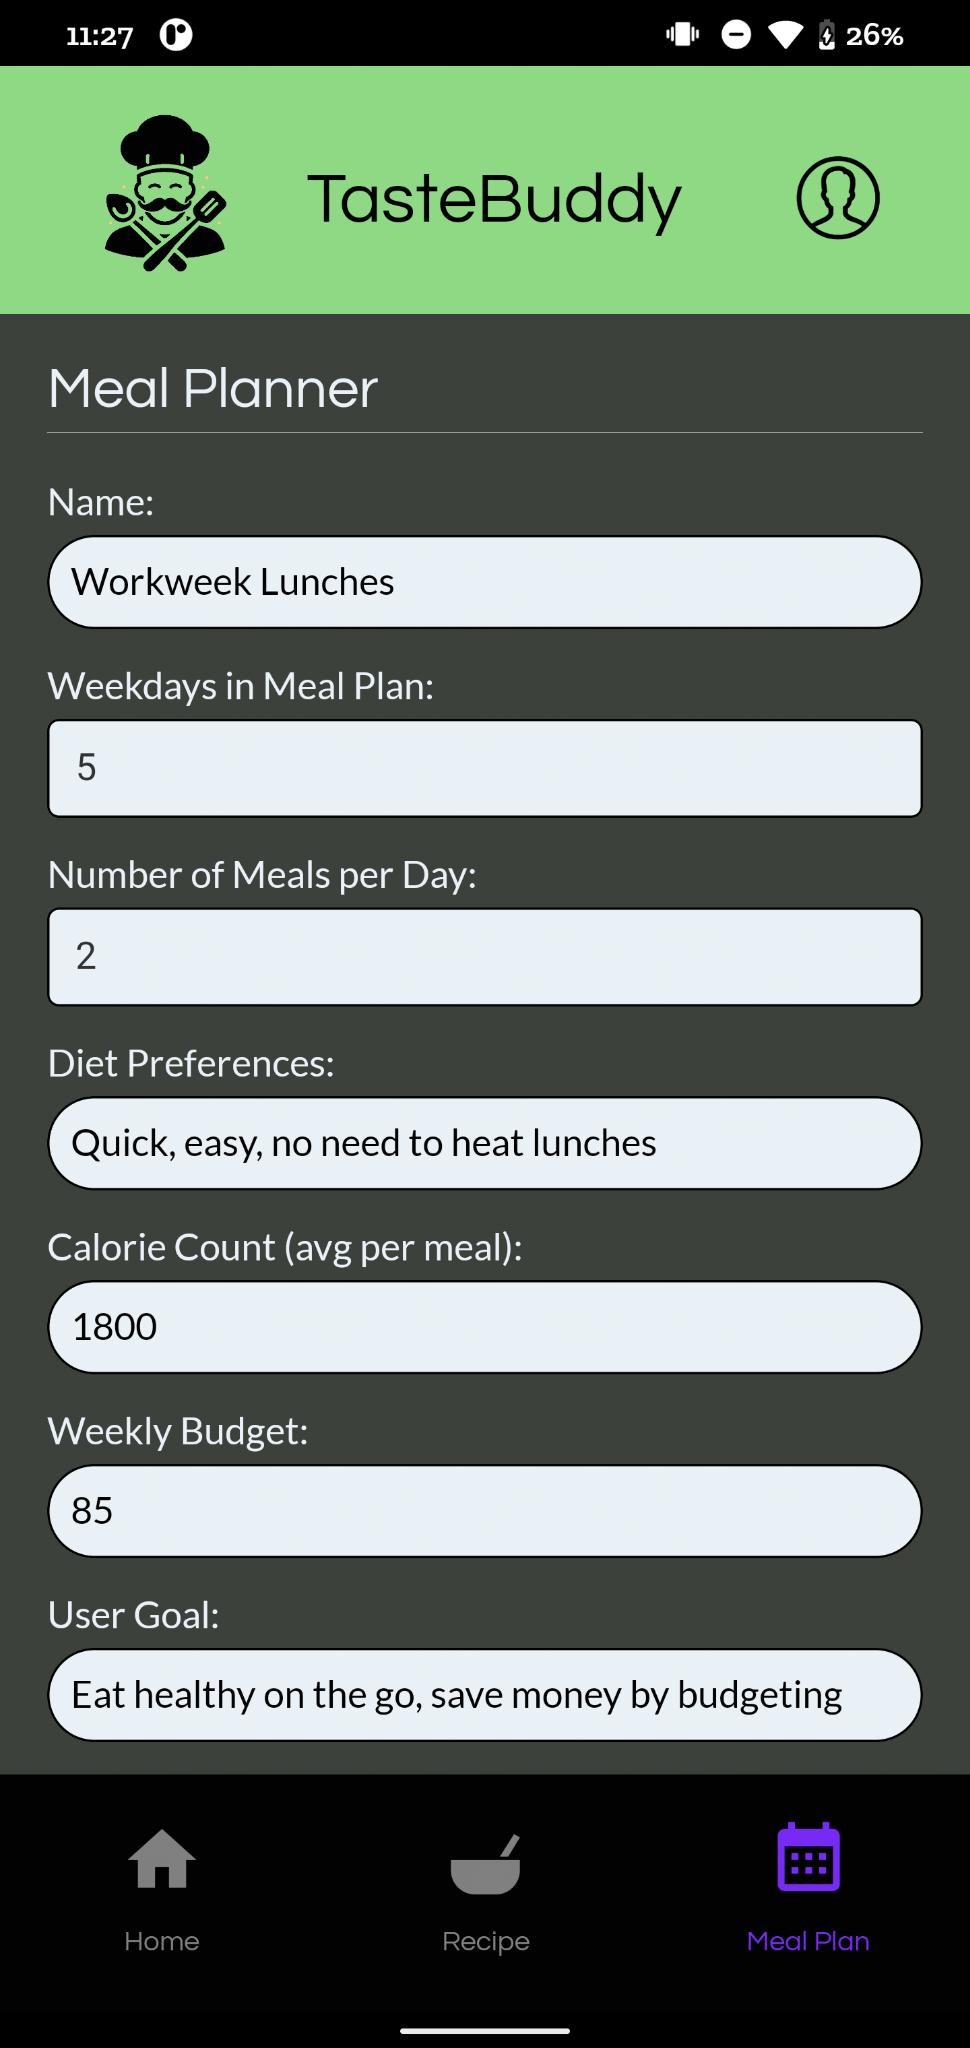 11:27
26%
TasteBuddy
Meal Planner
Name:
Workweek Lunches
Weekdays in Meal Plan:
5
Number of Meals per Day:
2
Diet Preferences:
Quick, easy, no need to heat lunches
Calorie Count (avg per meal):
1800
Weekly Budget:
85
User Goal:
Eat healthy on the go, save money by budgeting
Home
Recipe
Meal Plan